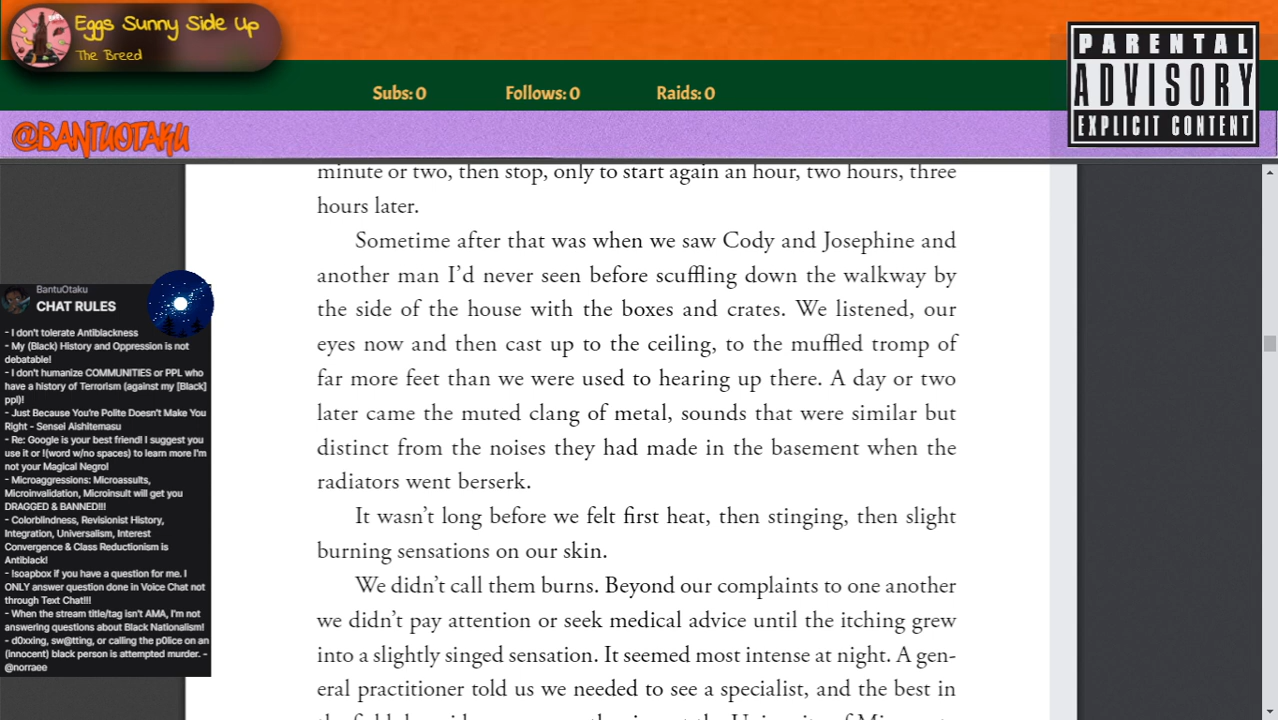 Eggs Sunny Side Up
The Breed
PARENTAL
ADVISORY
EXPLICIT CONTENT
Subs: 0 Follows: 0 Raids: 0
@BANTUOTAKU
minute or two, then stop, only to start again an hour, two hours, three
hours later.
Sometime after that was when we saw Cody and Josephine and
another man I’d never seen before scuffling down the walkway by
the side of the house with the boxes and crates. We listened, our
eyes now and then cast up to the ceiling, to the muffled tromp of
far more feet than we were used to hearing up there. A day or two
later came the muted clang of metal, sounds that were similar but
distinct from the noises they had made in the basement when the
radiators went berserk.
It wasn’t long before we felt first heat, then stinging, then slight
burning sensations on our skin.
We didn’t call them burns. Beyond our complaints to one another
we didn’t pay attention or seek medical advice until the itching grew
into a slightly singed sensation. It seemed most intense at night. A gen-
eral practitioner told us we needed to see a specialist, and the best in
BantuOtaku
CHAT RULES
- I don't tolerate Antiblackness
- My (Black) History and Oppression is not
debatable!
- I don't humanize COMMUNITIES or PPL who
have a history of Terrorism (against my [Black]
ppl)!
- Just Because You're Polite Doesn't Make You
Right - Sensei Aishitemasu
- Re: Google is your best friend! I suggest you
use it or !(word w/no spaces) to learn more I'm
not your Magical Negro!
- Microaggressions: Microassults,
Microinvalidation, Microinsult will get you
DRAGGED & BANNED!!!
- Colorblindness, Revisionist History,
Integration, Universalism, Interest
Convergence & Class Reductionism is
Antiblack!
- !soapbox if you have a question for me. I
ONLY answer question done in Voice Chat not
through Text Chat!!!
- When the stream title/tag isn't AMA, I'm not
answering questions about Black Nationalism!
- d0xxing, sw@tting, or calling the p0lice on an
(innocent) black person is attempted murder. -
@norraee